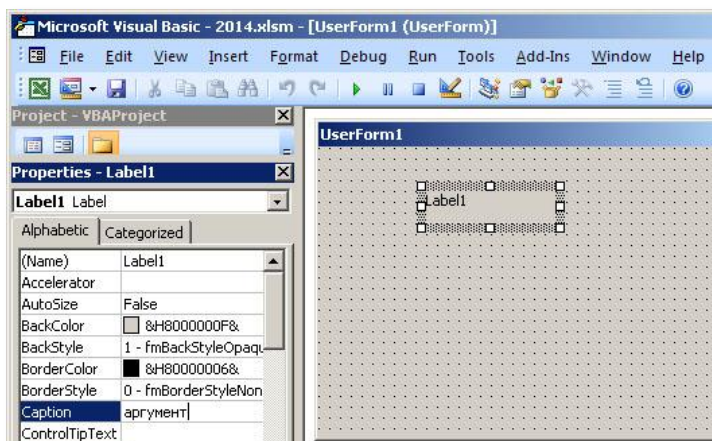 Microsoft Visual Basic - 2014.xlsm - [UserForm1 (UserForm)]
File Edit View Insert Format Debug Run Tools Add-Ins Window Help
Project - VBAProject
UserForm1
Properties - Label1
Label1
Label1 Label
Alphabetic Categorized
(Name) Label1
Accelerator
AutoSize False
BackColor &H8000000F&
BackStyle 1 - fmBackStyleOpaqu
BorderColor &H80000006&
BorderStyle 0 - fmBorderStyleNon
Caption аргумент
ControlTipText